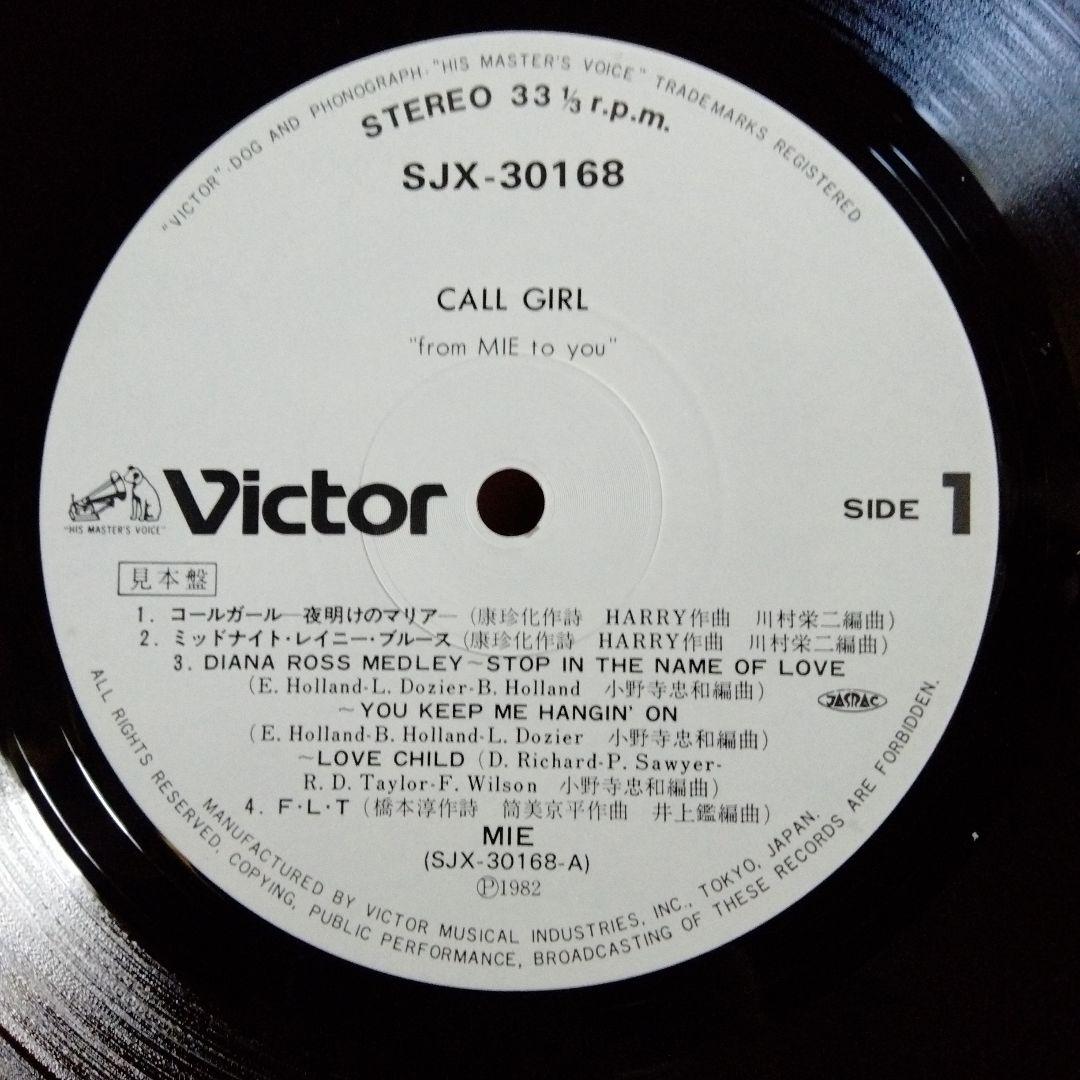 "VICTOR"·DOG AND PHONOGRAPH·"HIS MASTER'S VOICE" TRADEMARKS REGISTERED
STEREO 33 1/3 r.p.m.
SJX-30168
CALL GIRL
"from MIE to you"
"HIS MASTER'S VOICE"
Victor
SIDE 1
見本盤
1. コールガール—夜明けのマリア—(康珍化作詩 HARRY作曲 川村栄二編曲)
2. ミッドナイト・レイニー・ブルース(康珍化作詩 HARRY作曲 川村栄二編曲)
3. DIANA ROSS MEDLEY~STOP IN THE NAME OF LOVE
(E. Holland-L. Dozier-B. Holland 小野寺忠和編曲)
JASRAC
~YOU KEEP ME HANGIN' ON
(E. Holland-B. Holland-L. Dozier 小野寺忠和編曲)
~LOVE CHILD (D. Richard-P. Sawyer-
R. D. Taylor-F. Wilson 小野寺忠和編曲)
4. F・L・T (橋本淳作詩 筒美京平作曲 井上鑑編曲)
MIE
(SJX-30168-A)
Ⓟ1982
MANUFACTURED BY VICTOR MUSICAL INDUSTRIES, INC., TOKYO, JAPAN.
ALL RIGHTS RESERVED. COPYING, PUBLIC PERFORMANCE, BROADCASTING OF THESE RECORDS ARE FORBIDDEN.